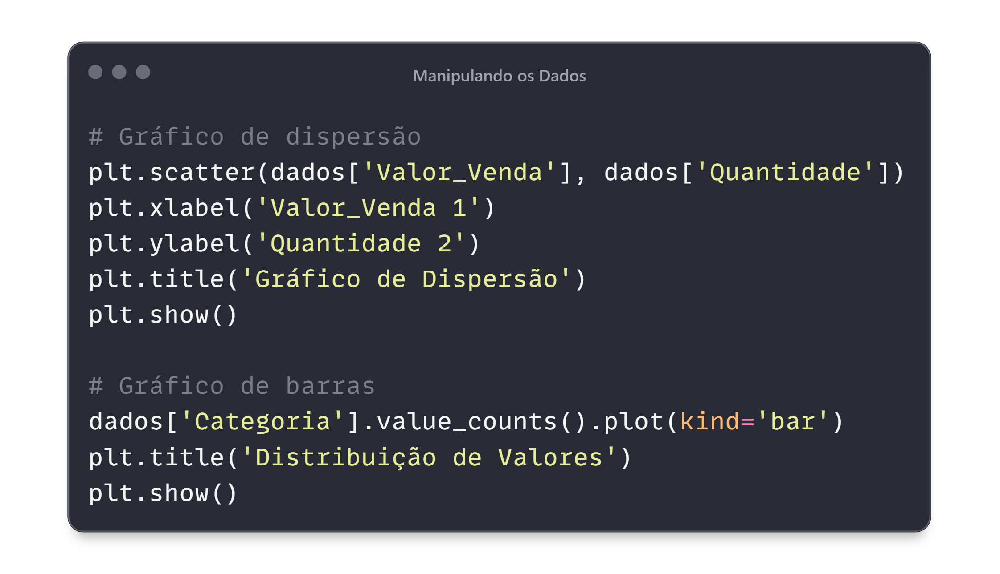 Manipulando os Dados
# Gráfico de dispersão
plt.scatter(dados['Valor_Venda'], dados['Quantidade'])
plt.xlabel('Valor_Venda 1')
plt.ylabel('Quantidade 2')
plt.title('Gráfico de Dispersão')
plt.show()
# Gráfico de barras
dados['Categoria'].value_counts().plot(kind='bar')
plt.title('Distribuição de Valores')
plt.show()